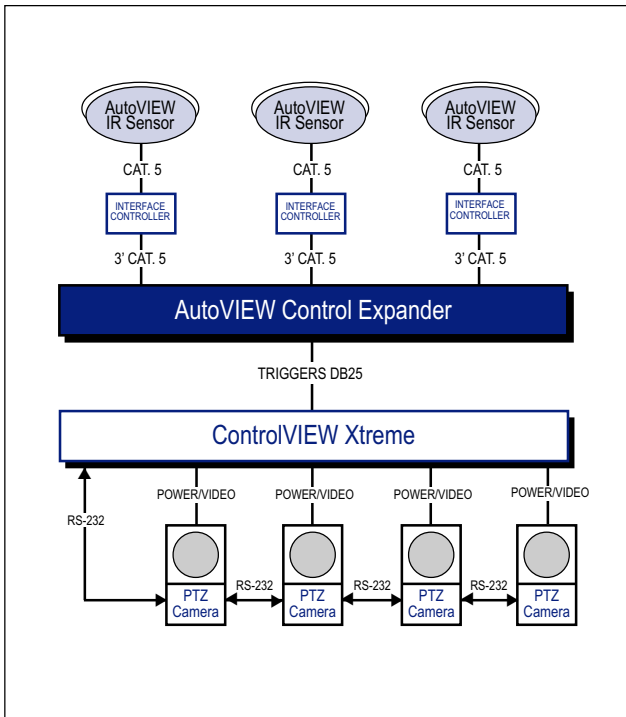 AutoVIEW
IR Sensor
AutoVIEW
IR Sensor
AutoVIEW
IR Sensor
CAT. 5
CAT. 5
CAT. 5
INTERFACE
CONTROLLER
INTERFACE
CONTROLLER
INTERFACE
CONTROLLER
3’ CAT. 5
3’ CAT. 5
3’ CAT. 5
AutoVIEW Control Expander
TRIGGERS DB25
ControlVIEW Xtreme
POWER/VIDEO
POWER/VIDEO
POWER/VIDEO
POWER/VIDEO
RS-232
PTZ
Camera
RS-232
PTZ
Camera
RS-232
PTZ
Camera
RS-232
PTZ
Camera